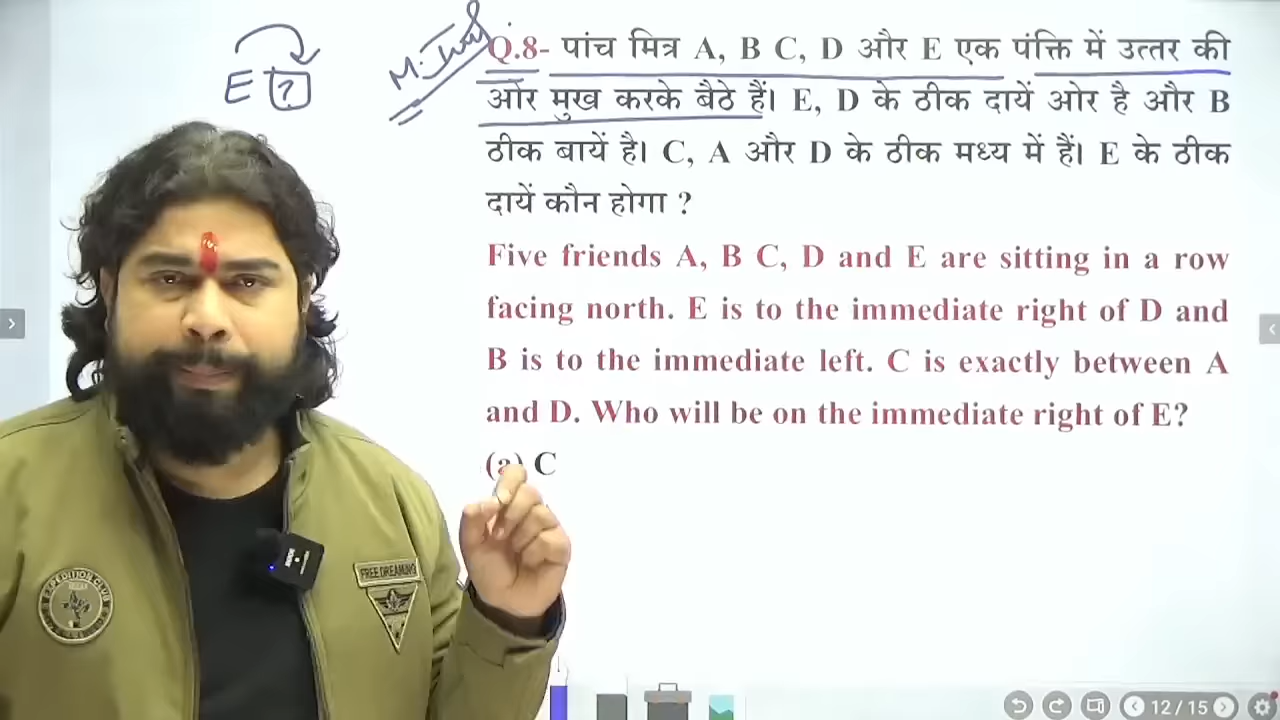 E ?
Q.8- पांच मित्र A, B C, D और E एक पंक्ति में उत्तर की
ओर मुख करके बैठे हैं। E, D के ठीक दायें ओर है और B
ठीक बायें है। C, A और D के ठीक मध्य में हैं। E के ठीक
दायें कौन होगा ?
Five friends A, B C, D and E are sitting in a row
facing north. E is to the immediate right of D and
B is to the immediate left. C is exactly between A
and D. Who will be on the immediate right of E?
(a) C
FREE DREAMING
12 / 15